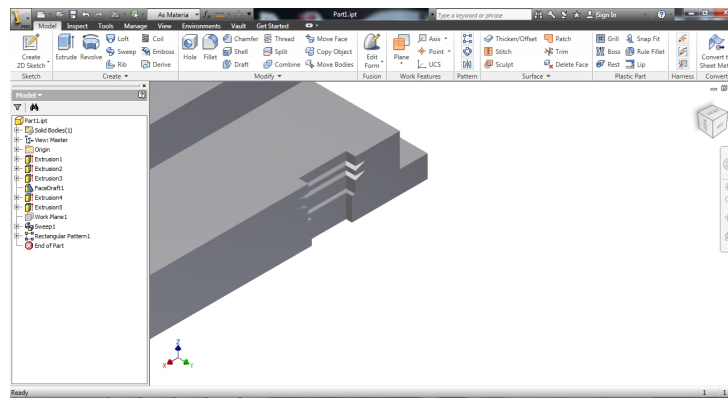 As Materia
Part1.ipt
Type a keyword or phrase
Sign In
PRO Model Inspect Tools Manage View Environments Vault Get Started
Create 2D Sketch
Extrude Revolve
Loft
Sweep
Rib
Coil
Emboss
Derive
Hole Fillet
Chamfer
Shell
Draft
Thread
Split
Combine
Move Face
Copy Object
Move Bodies
Edit Form
Plane
Axis
Point
UCS
Thicken/Offset
Stitch
Sculpt
Patch
Trim
Delete Face
Grill
Boss
Rest
Snap Fit
Rule Fillet
Lip
Convert t
Sheet Met
Sketch Create Modify Fusion Work Features Pattern Surface Plastic Part Harness Convert
Model
Part1.ipt
Solid Bodies(1)
View: Master
Origin
Extrusion1
Extrusion2
Extrusion3
FaceDraft1
Extrusion4
Extrusion5
Work Plane1
Sweep1
Rectangular Pattern1
End of Part
Z
X
Y
Ready
1 1